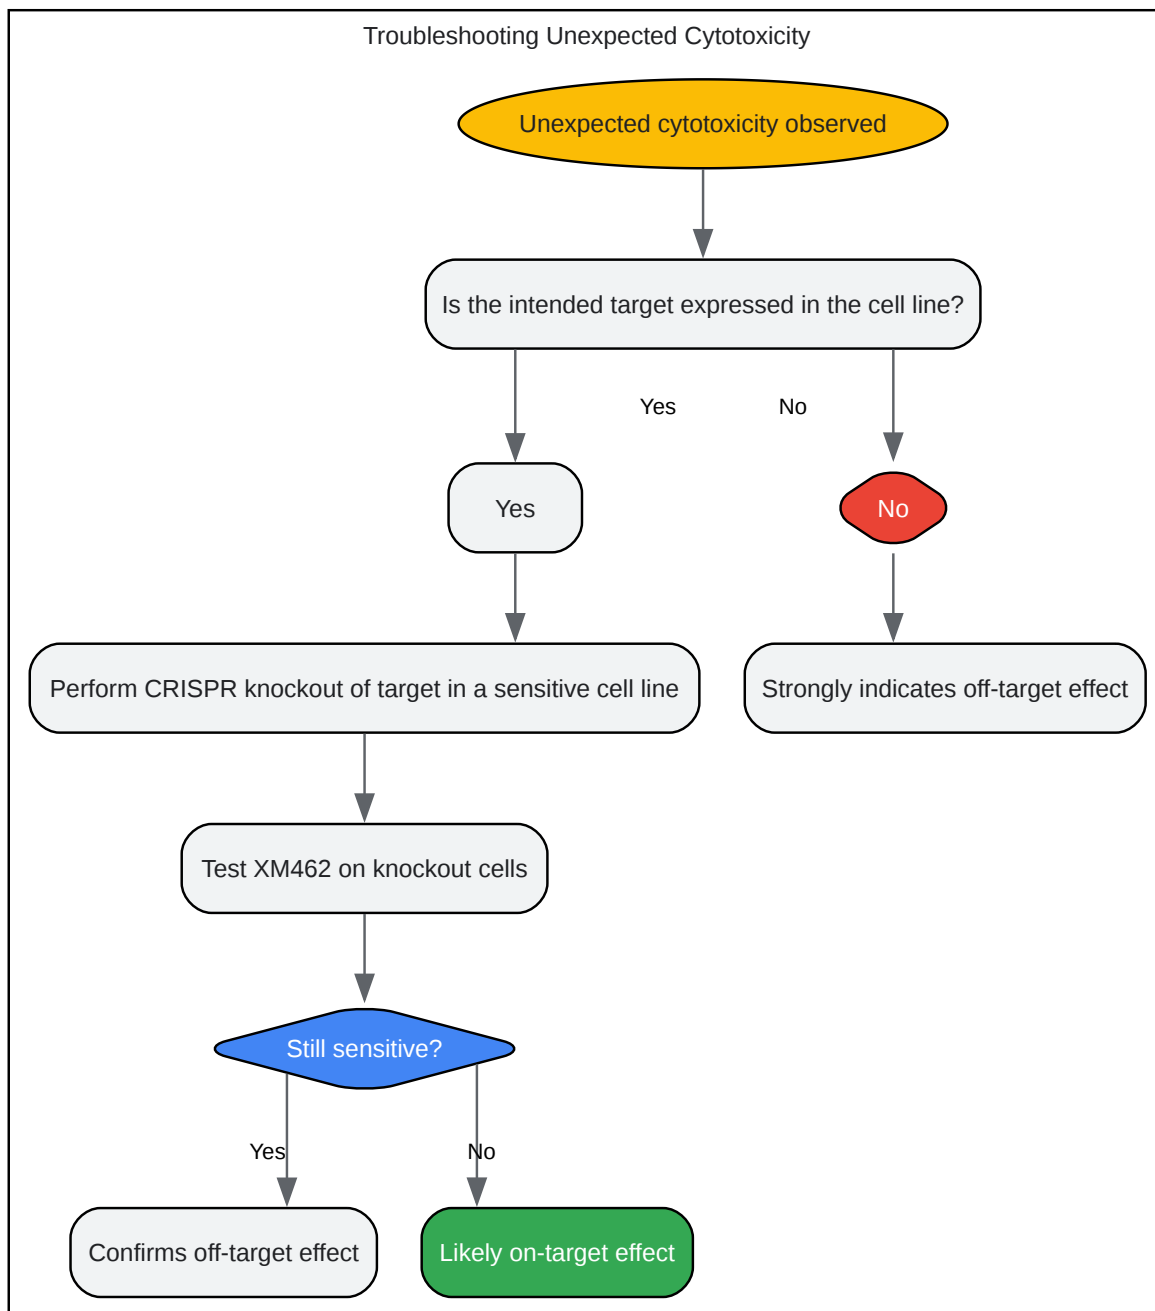 Troubleshooting Unexpected Cytotoxicity
Unexpected cytotoxicity observed
Is the intended target expressed in the cell line?
Yes
No
Yes
No
Perform CRISPR knockout of target in a sensitive cell line
Strongly indicates off-target effect
Test XM462 on knockout cells
Still sensitive?
Yes
No
Confirms off-target effect
Likely on-target effect